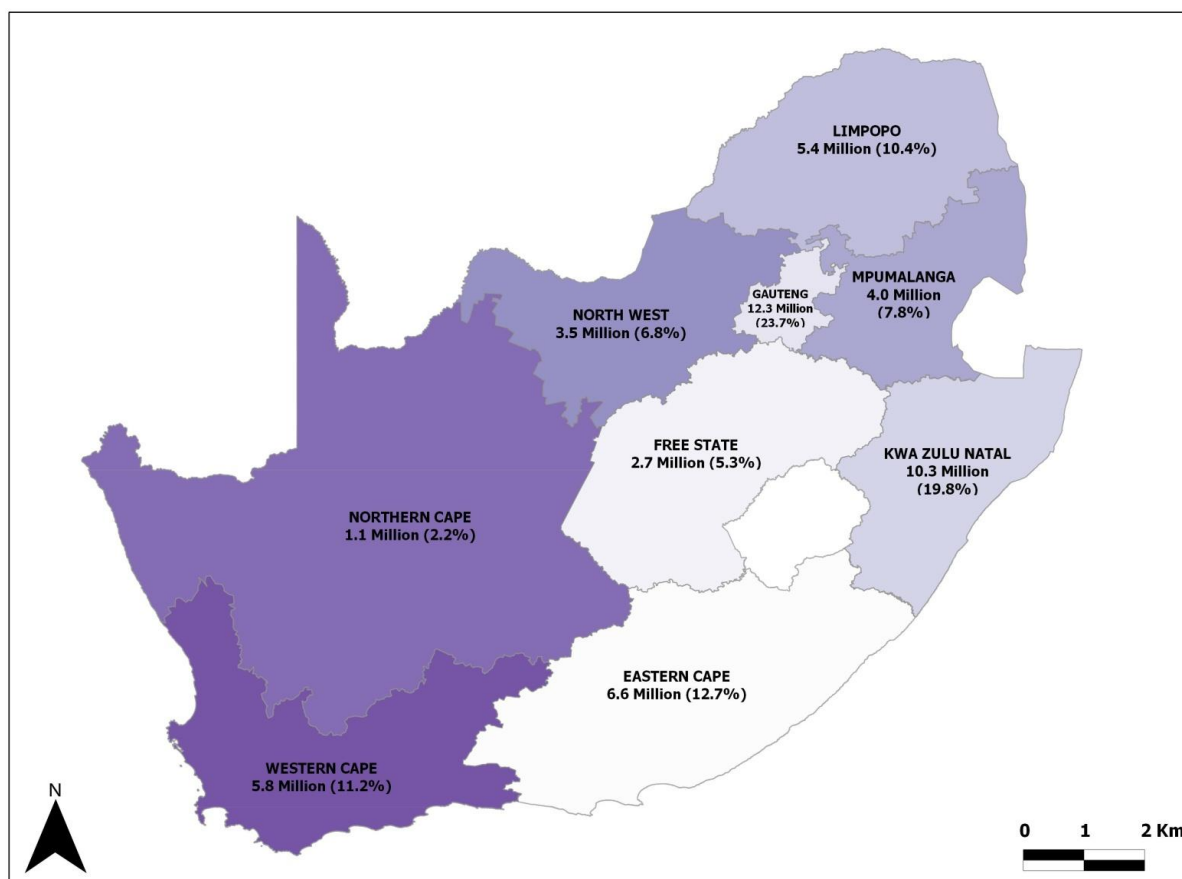 LIMPOPO
5.4 Million (10.4%)
MPUMALANGA
4.0 Million
(7.8%)
GAUTENG
12.3 Million
(23.7%)
NORTH WEST
3.5 Million (6.8%)
FREE STATE
2.7 Million (5.3%)
KWA ZULU NATAL
10.3 Million
(19.8%)
NORTHERN CAPE
1.1 Million (2.2%)
EASTERN CAPE
6.6 Million (12.7%)
WESTERN CAPE
5.8 Million (11.2%)
N
0 1 2 Km